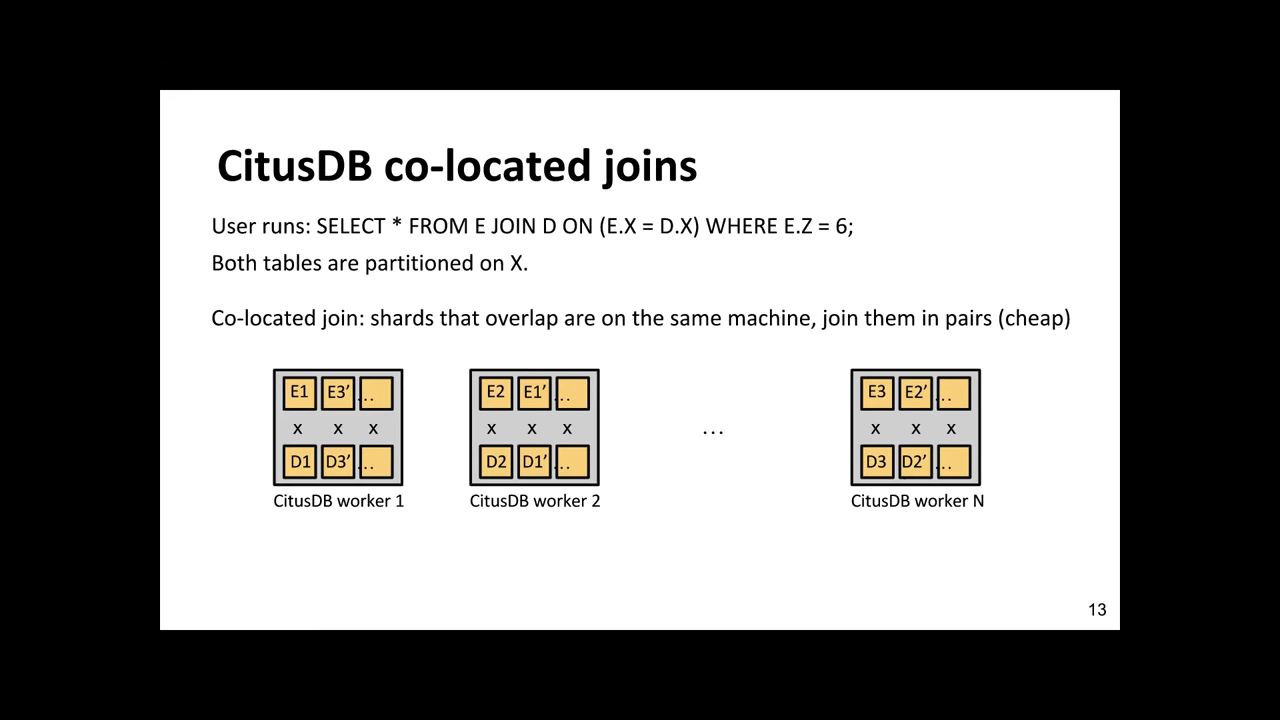 CitusDB co-located joins
User runs: SELECT * FROM E JOIN D ON (E.X = D.X) WHERE E.Z = 6;
Both tables are partitioned on X.
Co-located join: shards that overlap are on the same machine, join them in pairs (cheap)
E1 E3’ ...
x x x
D1 D3’ ...
CitusDB worker 1
E2 E1’ ...
x x x
D2 D1’ ...
CitusDB worker 2
...
E3 E2’ ...
x x x
D3 D2’ ...
CitusDB worker N
13